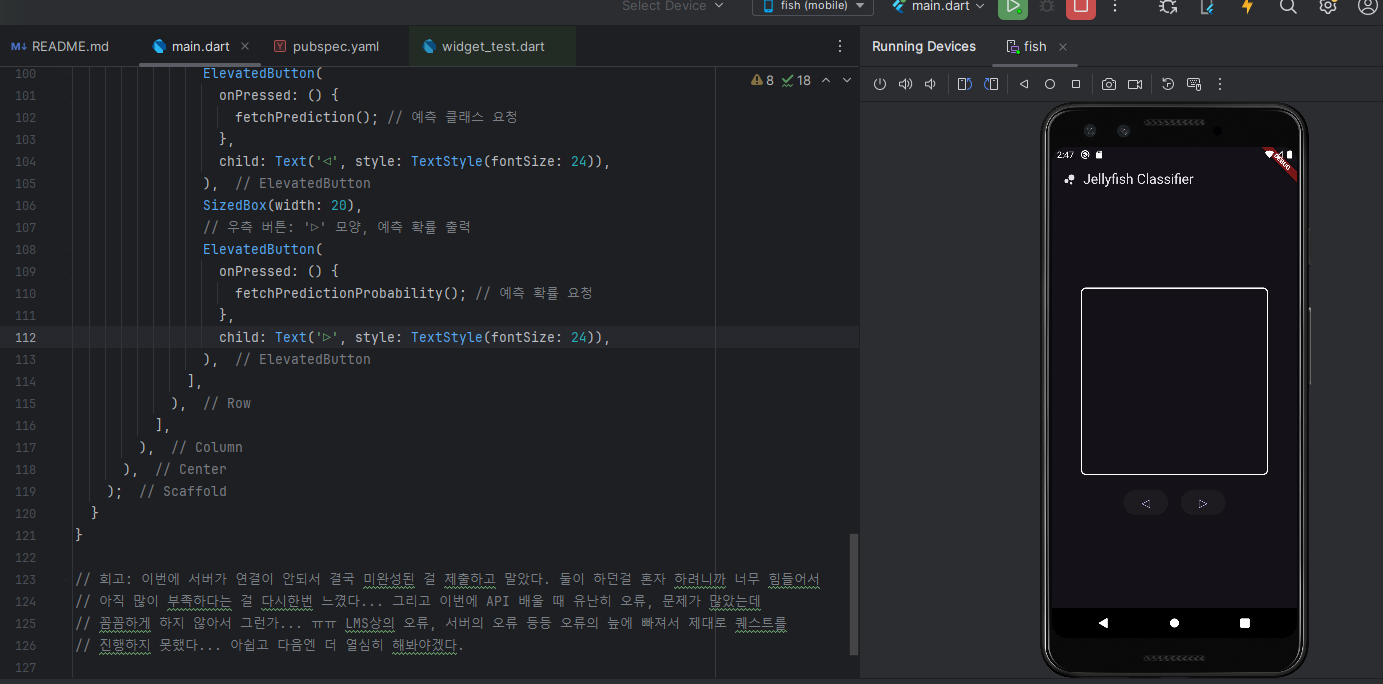 Select Device
fish (mobile)
main.dart
README.md
main.dart
pubspec.yaml
widget_test.dart
Running Devices
fish
8
18
100 ElevatedButton(
101 onPressed: () {
102 fetchPrediction(); // 예측 클래스 요청
103 },
104 child: Text('◁', style: TextStyle(fontSize: 24)),
105 ), // ElevatedButton
106 SizedBox(width: 20),
107 // 우측 버튼: '▷' 모양, 예측 확률 출력
108 ElevatedButton(
109 onPressed: () {
110 fetchPredictionProbability(); // 예측 확률 요청
111 },
112 child: Text('▷', style: TextStyle(fontSize: 24)),
113 ), // ElevatedButton
114 ],
115 ), // Row
116 ],
117 ), // Column
118 ), // Center
119 ); // Scaffold
120 }
121 }
122
123 // 회고: 이번에 서버가 연결이 안되서 결국 미완성된 걸 제출하고 말았다. 둘이 하던걸 혼자 하려니까 너무 힘들어서
124 // 아직 많이 부족하다는 걸 다시한번 느꼈다... 그리고 이번에 API 배울 때 유난히 오류, 문제가 많았는데
125 // 꼼꼼하게 하지 않아서 그런가... ㅠㅠ LMS상의 오류, 서버의 오류 등등 오류의 늪에 빠져서 제대로 퀘스트를
126 // 진행하지 못했다... 아쉽고 다음엔 더 열심히 해봐야겠다.
127
2:47
DEBUG
Jellyfish Classifier
◁
▷